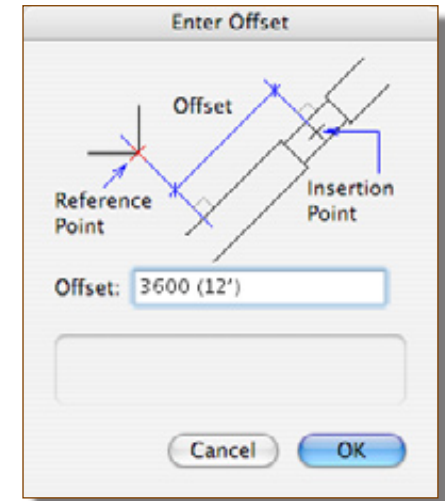 Enter Offset
Offset
Reference
Point
Insertion
Point
Offset: 3600 (12')
Cancel
OK